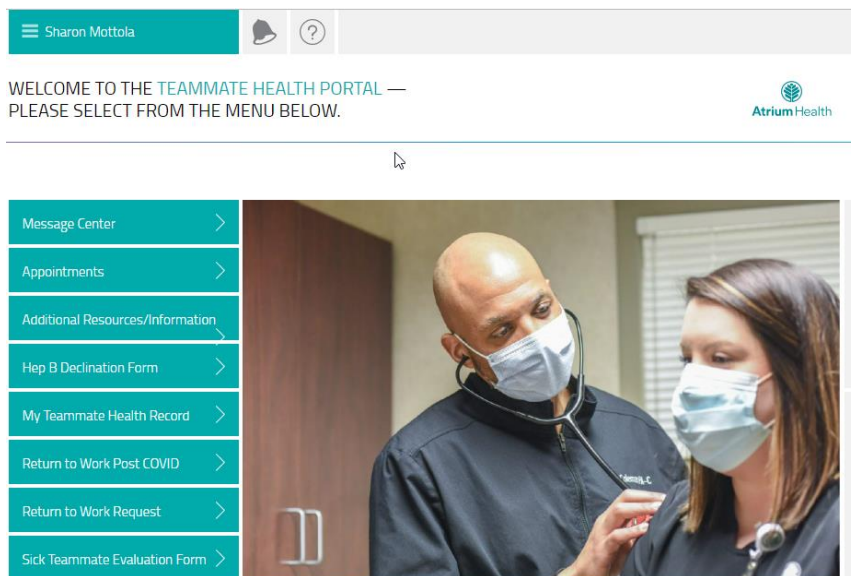 Sharon Mottola
?
WELCOME TO THE TEAMMATE HEALTH PORTAL —
PLEASE SELECT FROM THE MENU BELOW.
Atrium Health
Message Center
Appointments
Additional Resources/Information
Hep B Declination Form
My Teammate Health Record
Return to Work Post COVID
Return to Work Request
Sick Teammate Evaluation Form